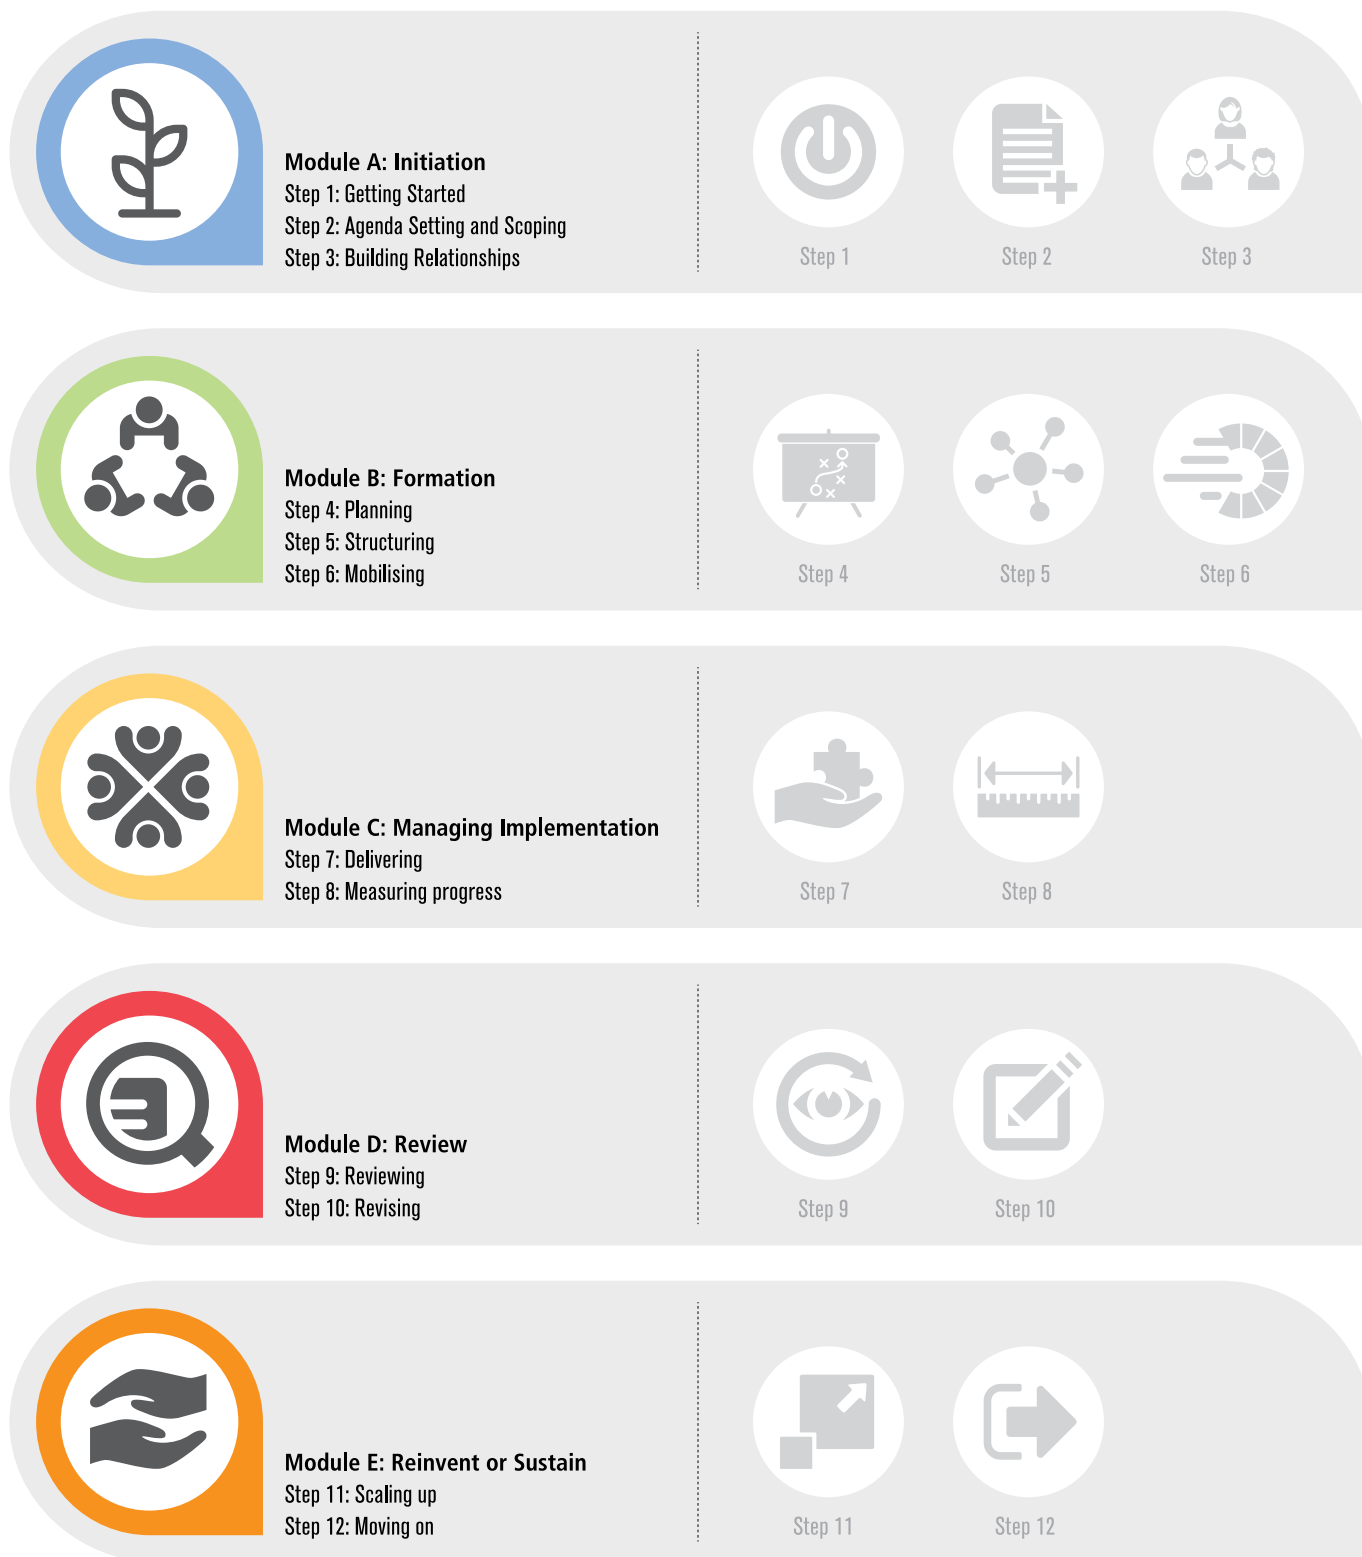 Module A: Initiation
Step 1: Getting Started
Step 2: Agenda Setting and Scoping
Step 3: Building Relationships
Step 1
Step 2
Step 3
Module B: Formation
Step 4: Planning
Step 5: Structuring
Step 6: Mobilising
Step 4
Step 5
Step 6
Module C: Managing Implementation
Step 7: Delivering
Step 8: Measuring progress
Step 7
Step 8
Module D: Review
Step 9: Reviewing
Step 10: Revising
Step 9
Step 10
Module E: Reinvent or Sustain
Step 11: Scaling up
Step 12: Moving on
Step 11
Step 12